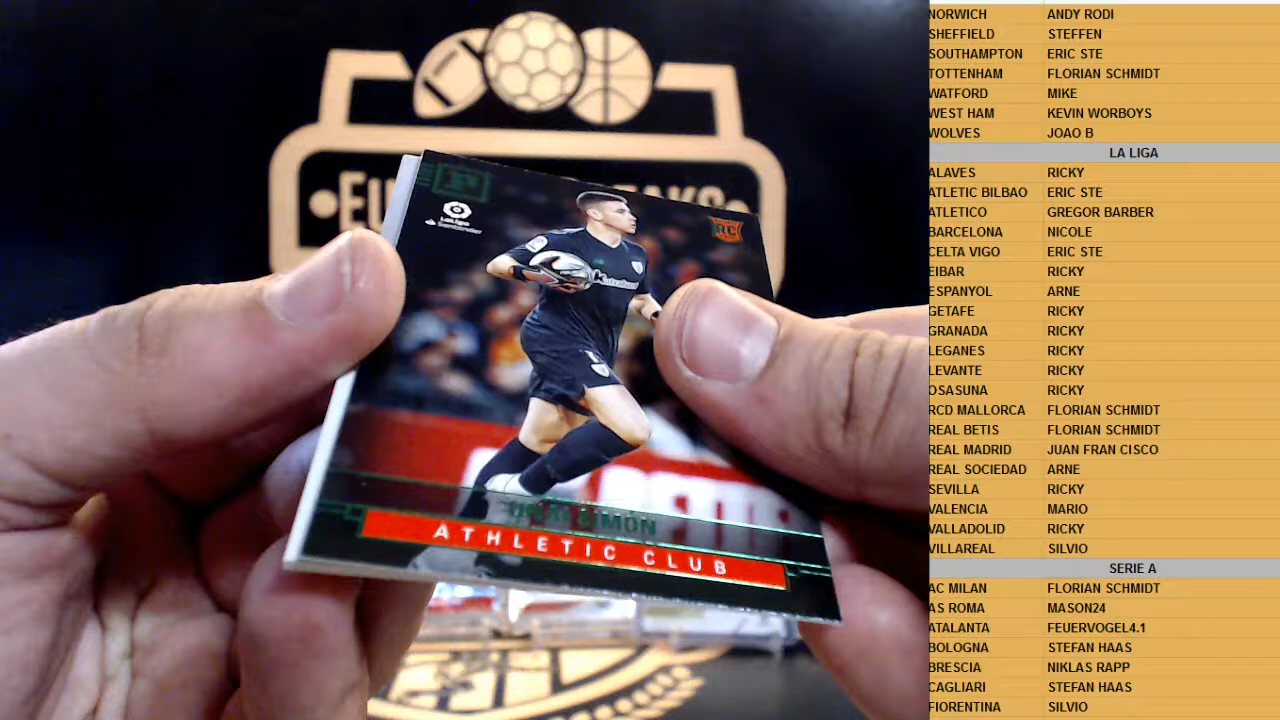 LaLiga
Santander
RC
UNAI SIMÓN
ATHLETIC CLUB
NORWICH ANDY RODI
SHEFFIELD STEFFEN
SOUTHAMPTON ERIC STE
TOTTENHAM FLORIAN SCHMIDT
WATFORD MIKE
WEST HAM KEVIN WORBOYS
WOLVES JOAO B
LA LIGA
ALAVES RICKY
ATLETIC BILBAO ERIC STE
ATLETICO GREGOR BARBER
BARCELONA NICOLE
CELTA VIGO ERIC STE
EIBAR RICKY
ESPANYOL ARNE
GETAFE RICKY
GRANADA RICKY
LEGANES RICKY
LEVANTE RICKY
OSASUNA RICKY
RCD MALLORCA FLORIAN SCHMIDT
REAL BETIS FLORIAN SCHMIDT
REAL MADRID JUAN FRAN CISCO
REAL SOCIEDAD ARNE
SEVILLA RICKY
VALENCIA MARIO
VALLADOLID RICKY
VILLAREAL SILVIO
SERIE A
AC MILAN FLORIAN SCHMIDT
AS ROMA MASON24
ATALANTA FEUERVOGEL4.1
BOLOGNA STEFAN HAAS
BRESCIA NIKLAS RAPP
CAGLIARI STEFAN HAAS
FIORENTINA SILVIO